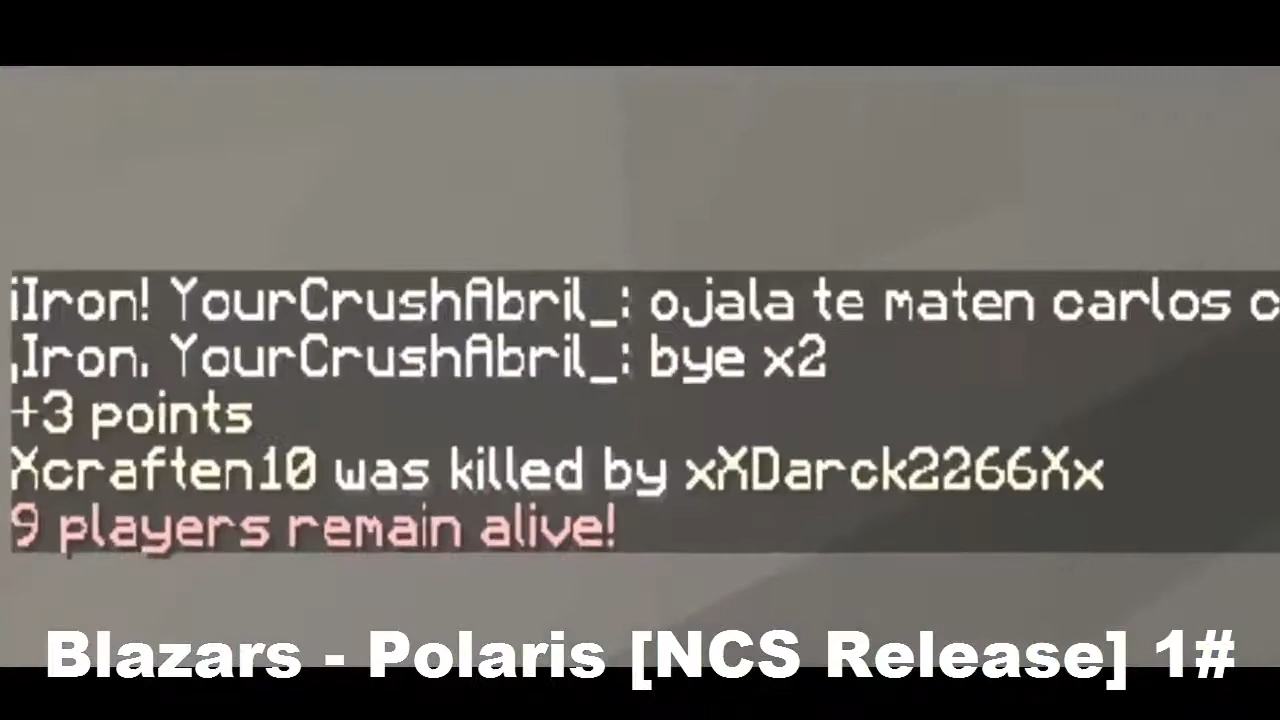 ¡Iron! YourCrushAbril_: ojala te maten carlos c
¡Iron. YourCrushAbril_: bye x2
+3 points
Xcraften10 was killed by xXDarck2266Xx
9 players remain alive!
Blazars - Polaris [NCS Release] 1#